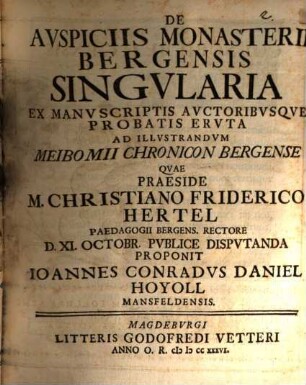 2.
DE
AVSPICIIS MONASTERII
BERGENSIS
SINGVLARIA
EX MANVSCRIPTIS AVCTORIBVSQVE
PROBATIS ERVTA
AD ILLVSTRANDVM
MEIBOMII CHRONICON BERGENSE
QVAE
PRAESIDE
M. CHRISTIANO FRIDERICO
HERTEL
PAEDAGOGII BERGENS. RECTORE
D. XI. OCTOBR. PVBLICE DISPVTANDA
PROPONIT
IOANNES CONRADVS DANIEL
HOYOLL
MANSFELDENSIS.
MAGDEBVRGI
LITTERIS GODOFREDI VETTERI
ANNO O. R. cIɔ Iɔ CC XXXVI.